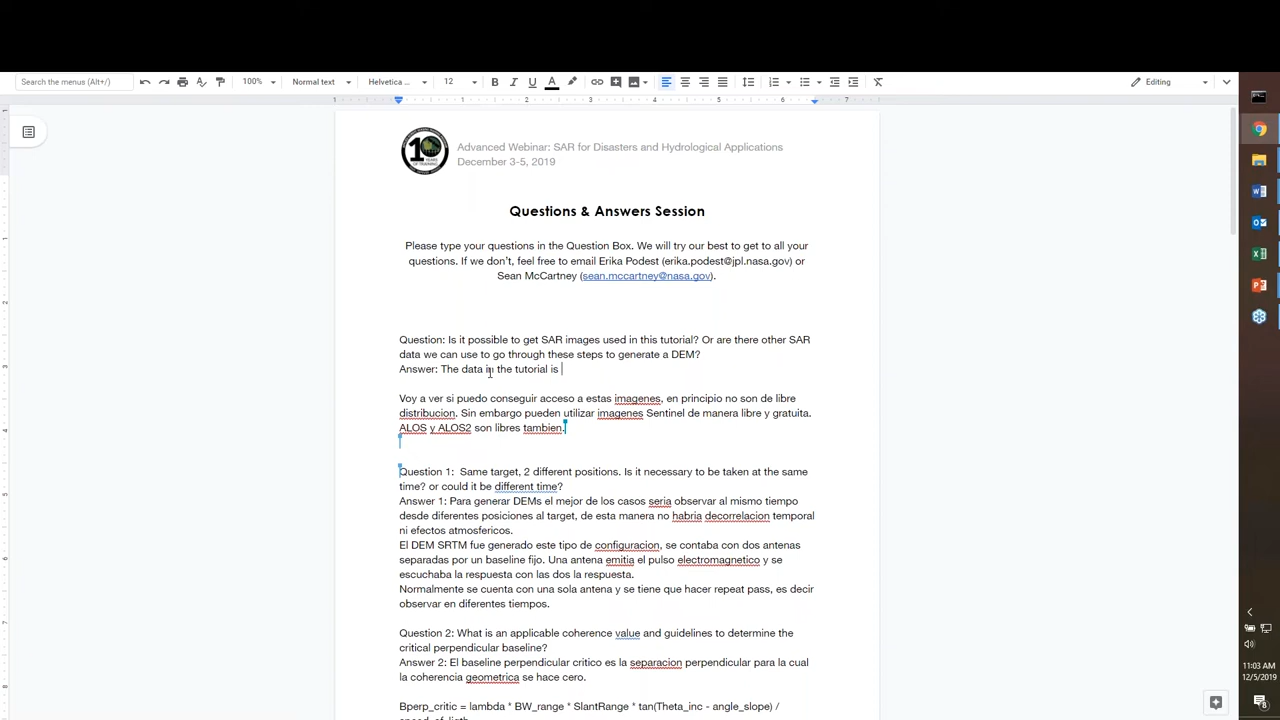 Search the menus (Alt+/)
100%
Normal text
Helvetica ...
12
Editing
1 1 2 3 4 5 6 7
10
YEARS
OF TRAINING
Advanced Webinar: SAR for Disasters and Hydrological Applications
December 3-5, 2019
Questions & Answers Session
Please type your questions in the Question Box. We will try our best to get to all your
questions. If we don't, feel free to email Erika Podest (erika.podest@jpl.nasa.gov) or
Sean McCartney (sean.mccartney@nasa.gov).
Question: Is it possible to get SAR images used in this tutorial? Or are there other SAR
data we can use to go through these steps to generate a DEM?
Answer: The data in the tutorial is
Voy a ver si puedo conseguir acceso a estas imagenes, en principio no son de libre
distribucion. Sin embargo pueden utilizar imagenes Sentinel de manera libre y gratuita.
ALOS y ALOS2 son libres tambien.
Question 1:  Same target, 2 different positions. Is it necessary to be taken at the same
time? or could it be different time?
Answer 1: Para generar DEMs el mejor de los casos seria observar al mismo tiempo
desde diferentes posiciones al target, de esta manera no habria decorrelacion temporal
ni efectos atmosfericos.
El DEM SRTM fue generado este tipo de configuracion, se contaba con dos antenas
separadas por un baseline fijo. Una antena emitia el pulso electromagnetico y se
escuchaba la respuesta con las dos la respuesta.
Normalmente se cuenta con una sola antena y se tiene que hacer repeat pass, es decir
observar en diferentes tiempos.
Question 2: What is an applicable coherence value and guidelines to determine the
critical perpendicular baseline?
Answer 2: El baseline perpendicular critico es la separacion perpendicular para la cual
la coherencia geometrica se hace cero.
Bperp_critic = lambda * BW_range * SlantRange * tan(Theta_inc - angle_slope) /
speed_of_ligth
11:03 AM
12/5/2019